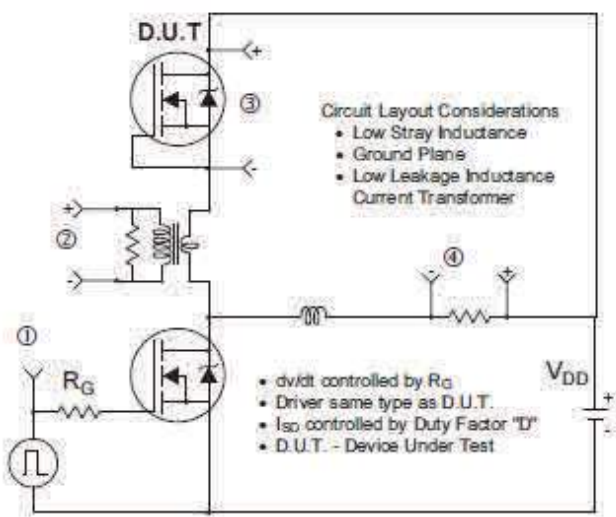 D.U.T
+
③
-
Circuit Layout Considerations
• Low Stray Inductance
• Ground Plane
• Low Leakage Inductance
Current Transformer
+
②
-
④
- +
①
RG
VDD
+
-
• dv/dt controlled by RG
• Driver same type as D.U.T.
• ISD controlled by Duty Factor "D"
• D.U.T. - Device Under Test